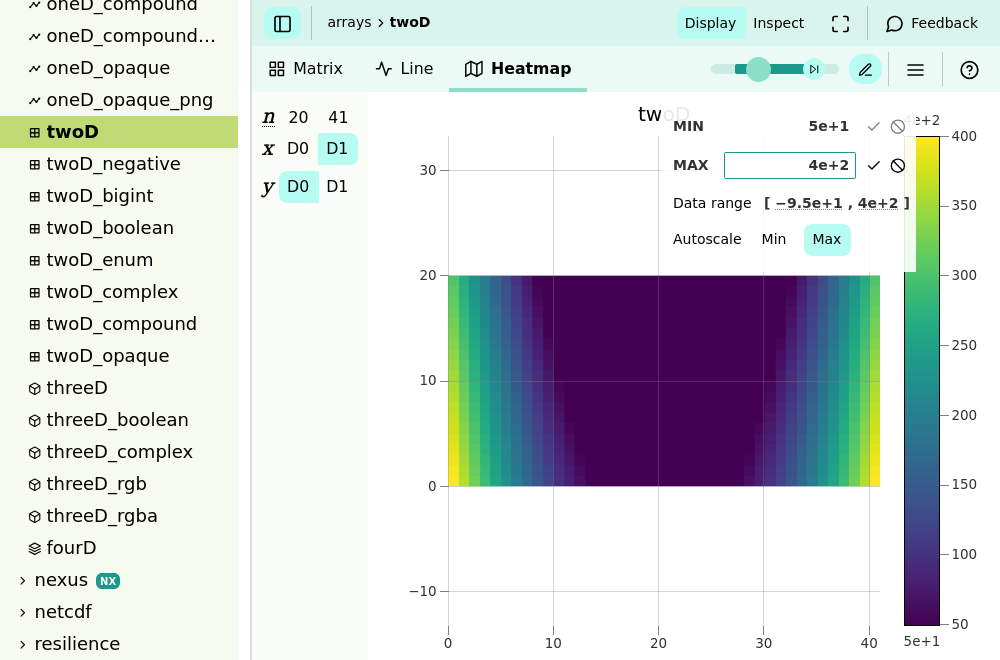 oneD_compound
oneD_compound…
oneD_opaque
oneD_opaque_png
twoD
twoD_negative
twoD_bigint
twoD_boolean
twoD_enum
twoD_complex
twoD_compound
twoD_opaque
threeD
threeD_boolean
threeD_complex
threeD_rgb
threeD_rgba
fourD
nexus NX
netcdf
resilience
arrays twoD
Display Inspect Feedback
Matrix Line Heatmap
n 20 41
x D0 D1
y D0 D1
twoD
MIN 5e+1
MAX 4e+2
Data range [ −9.5e+1 , 4e+2 ]
Autoscale Min Max
30
20
10
0
−10
0 10 20 30 40
4e+2
400
350
300
250
200
150
100
50
5e+1